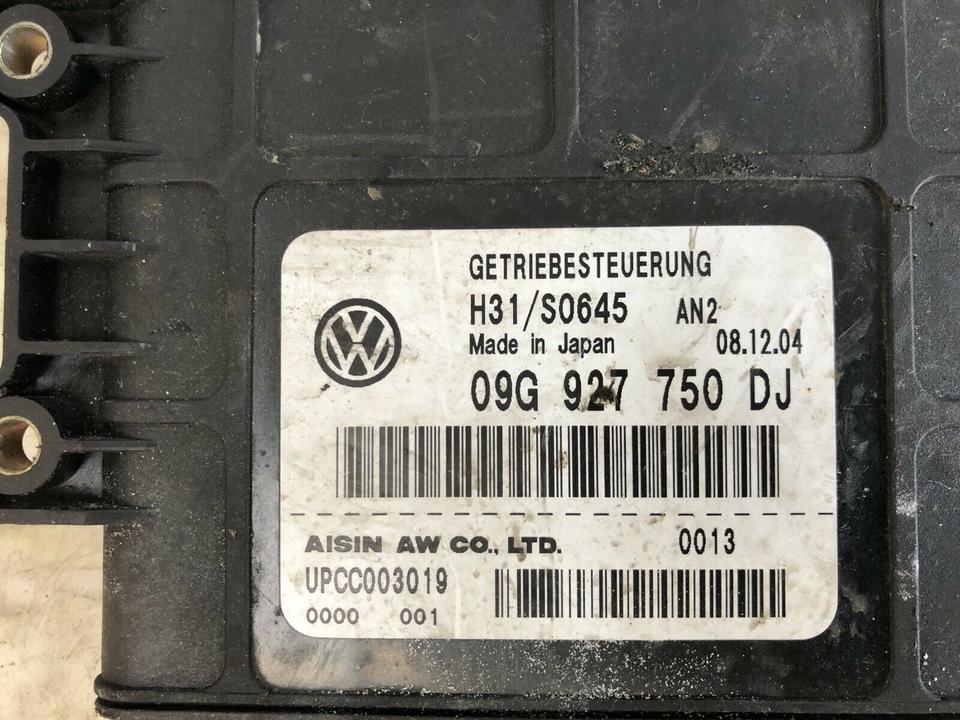 GETRIEBESTEUERUNG
H31/S0645 AN2
Made in Japan 08.12.04
09G 927 750 DJ
AISIN AW CO., LTD. 0013
UPCC003019
0000 001